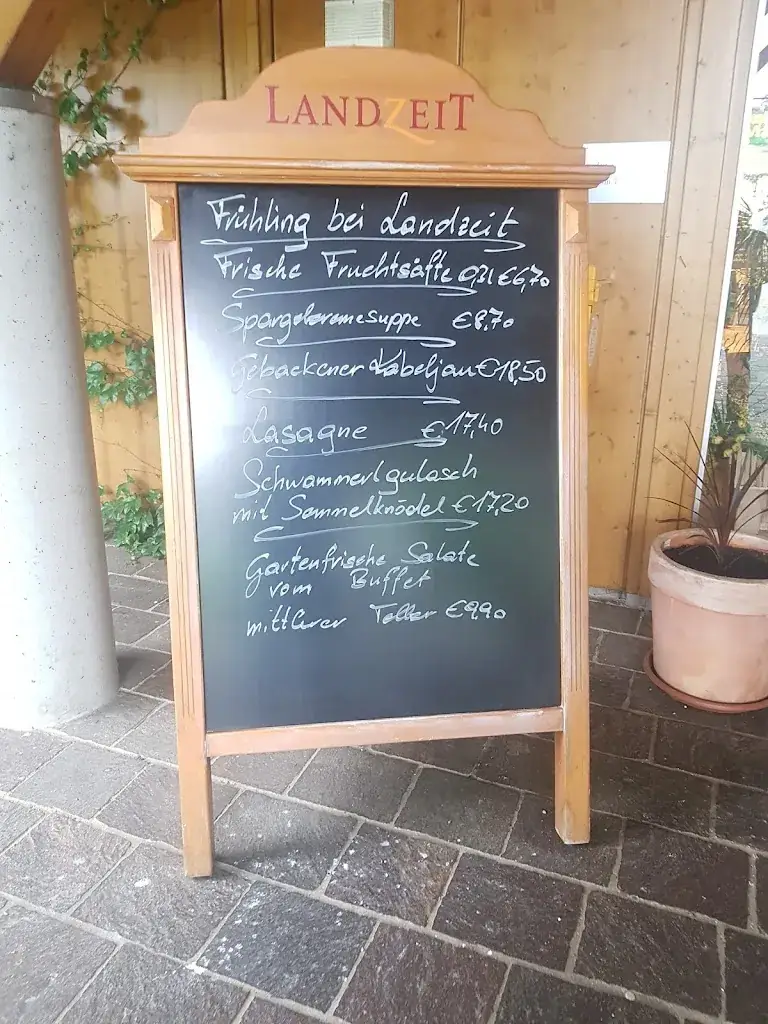 LANDZEIT
Frühling bei Landzeit
Frische Fruchtsäfte 0,3l €6,70
Spargelcremesuppe €8,70
Gebackener Kabeljau €18,50
Lasagne €17,40
Schwammerlgulasch
mit Semmelknödel €17,20
Gartenfrische Salate
vom Buffet
mittlerer Teller €9,90